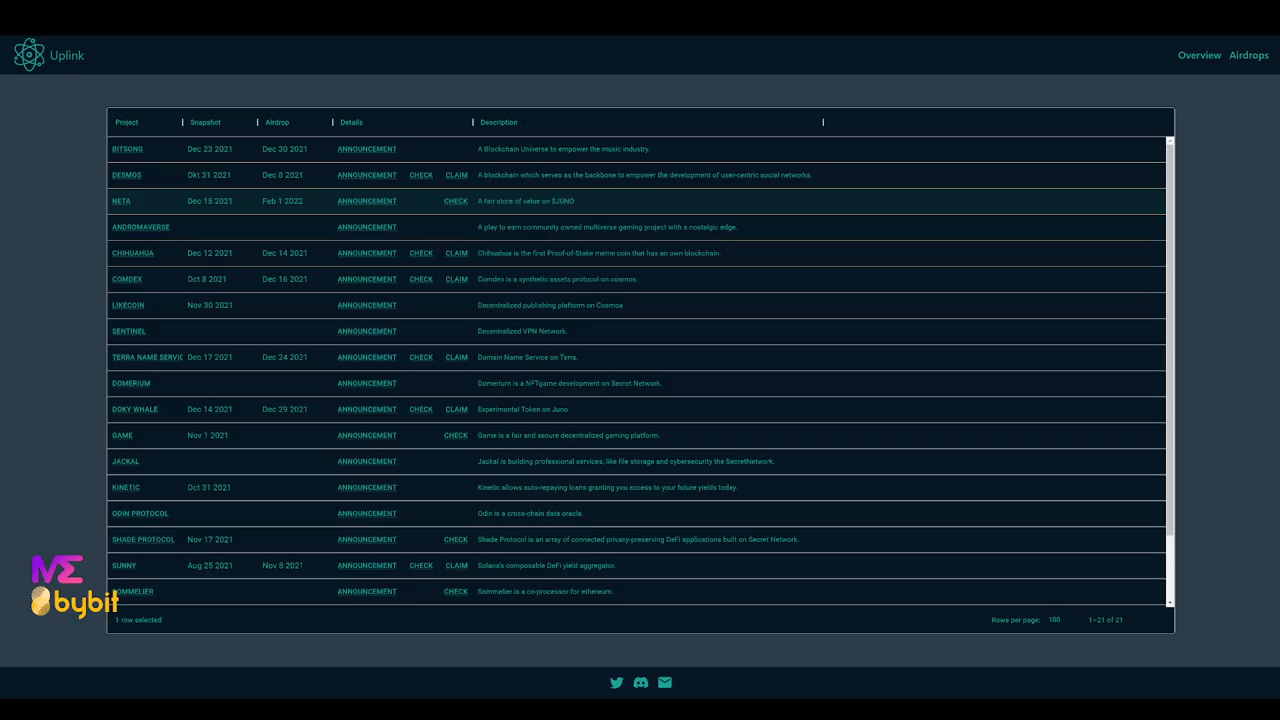 Uplink
Overview Airdrops
Project Snapshot Airdrop Details Description
BITSONG Dec 23 2021 Dec 30 2021 ANNOUNCEMENT A Blockchain Universe to empower the music industry.
DESMOS Okt 31 2021 Dec 8 2021 ANNOUNCEMENT CHECK CLAIM A blockchain which serves as the backbone to empower the development of user-centric social networks.
NETA Dec 15 2021 Feb 1 2022 ANNOUNCEMENT CHECK A fair store of value on $JUNO
ANDROMAVERSE ANNOUNCEMENT A play to earn community owned multiverse gaming project with a nostalgic edge.
CHIHUAHUA Dec 12 2021 Dec 14 2021 ANNOUNCEMENT CHECK CLAIM Chihuahua is the first Proof-of-Stake meme coin that has an own blockchain.
COMDEX Oct 8 2021 Dec 16 2021 ANNOUNCEMENT CHECK CLAIM Comdex is a synthetic assets protocol on cosmos.
LIKECOIN Nov 30 2021 ANNOUNCEMENT Decentralized publishing platform on Cosmos
SENTINEL ANNOUNCEMENT Decentralized VPN Network.
TERRA NAME SERVIC Dec 17 2021 Dec 24 2021 ANNOUNCEMENT CHECK CLAIM Domain Name Service on Terra.
DOMERIUM ANNOUNCEMENT Domerium is a NFTgame development on Secret Network.
DOKY WHALE Dec 14 2021 Dec 29 2021 ANNOUNCEMENT CHECK CLAIM Experimental Token on Juno
GAME Nov 1 2021 ANNOUNCEMENT CHECK Game is a fair and secure decentralized gaming platform.
JACKAL ANNOUNCEMENT Jackal is building professional services, like file storage and cybersecurity the SecretNetwork.
KINETIC Oct 31 2021 ANNOUNCEMENT Kinetic allows auto-repaying loans granting you access to your future yields today.
ODIN PROTOCOL ANNOUNCEMENT Odin is a cross-chain data oracle.
SHADE PROTOCOL Nov 17 2021 ANNOUNCEMENT CHECK Shade Protocol is an array of connected privacy-preserving DeFi applications built on Secret Network.
SUNNY Aug 25 2021 Nov 8 2021 ANNOUNCEMENT CHECK CLAIM Solana's composable DeFi yield aggregator.
SOMMELIER ANNOUNCEMENT CHECK Sommelier is a co-processor for ethereum.
ME
bybit
1 row selected Rows per page: 100 1–21 of 21